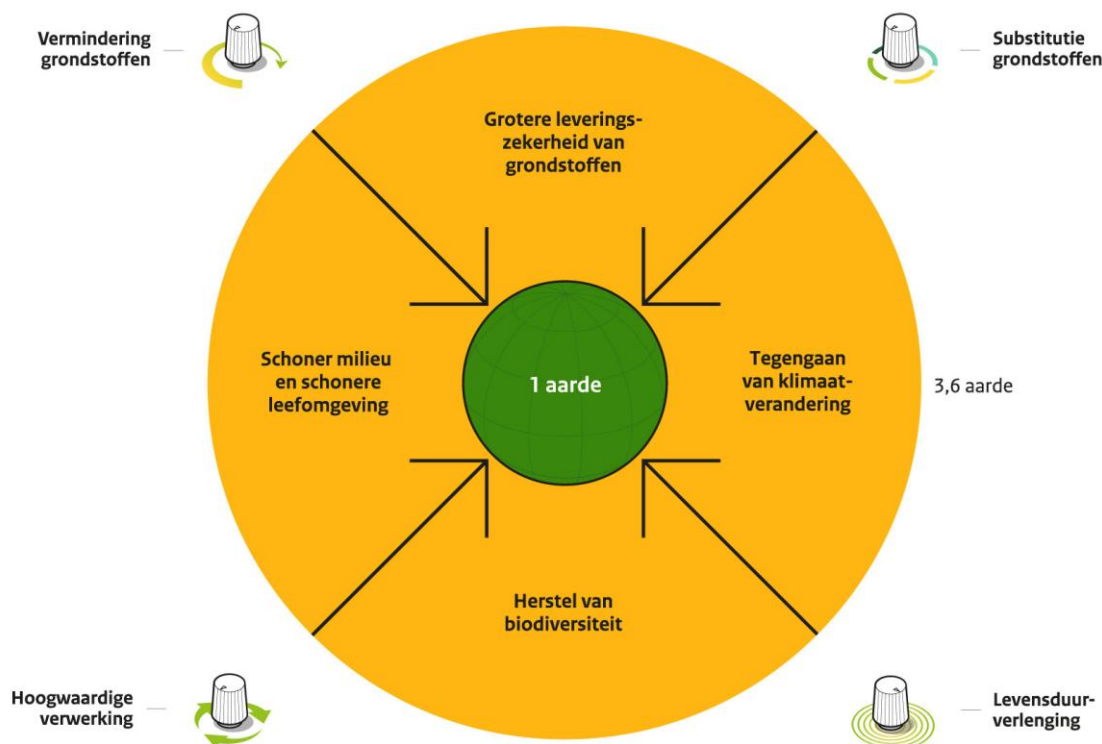 Vermindering
grondstoffen
Substitutie
grondstoffen
Grotere leverings-
zekerheid van
grondstoffen
Schoner milieu
en schonere
leefomgeving
1 aarde
Tegengaan
van klimaat-
verandering
3,6 aarde
Herstel van
biodiversiteit
Hoogwaardige
verwerking
Levensduur-
verlenging